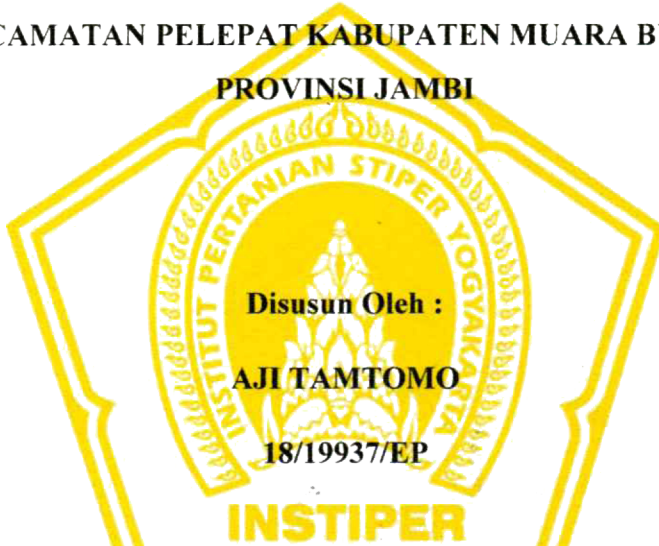 CAMATAN PELEPAT KABUPATEN MUARA B
PROVINSI JAMBI
INSTITUT PERTANIAN STIPER YOGYAKARTA
Disusun Oleh :
AJI TAMTOMO
18/19937/EP
INSTIPER